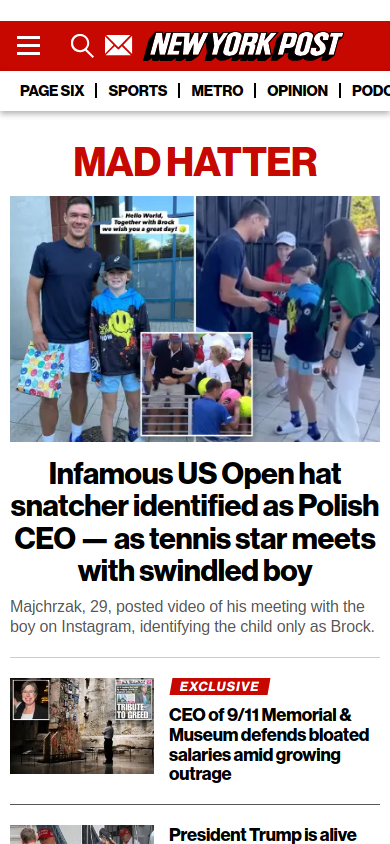 NEW YORK POST
PAGE SIX | SPORTS | METRO | OPINION | PODC
MAD HATTER
Hello World,
Together with Brock
we wish you a great day!
Infamous US Open hat
snatcher identified as Polish
CEO — as tennis star meets
with swindled boy
Majchrzak, 29, posted video of his meeting with the
boy on Instagram, identifying the child only as Brock.
TRIBUTE
TO GREED
EXCLUSIVE
CEO of 9/11 Memorial &
Museum defends bloated
salaries amid growing
outrage
President Trump is alive